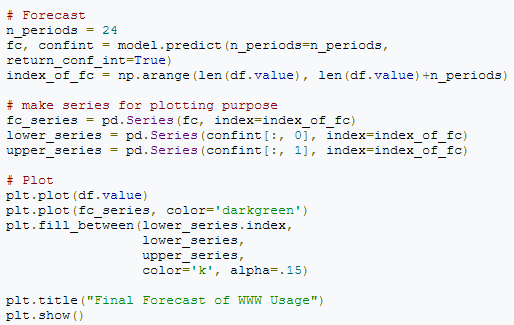 # Forecast
n_periods = 24
fc, confint = model.predict(n_periods=n_periods,
return_conf_int=True)
index_of_fc = np.arange(len(df.value), len(df.value)+n_periods)

# make series for plotting purpose
fc_series = pd.Series(fc, index=index_of_fc)
lower_series = pd.Series(confint[:, 0], index=index_of_fc)
upper_series = pd.Series(confint[:, 1], index=index_of_fc)

# Plot
plt.plot(df.value)
plt.plot(fc_series, color='darkgreen')
plt.fill_between(lower_series.index,
                 lower_series,
                 upper_series,
                 color='k', alpha=.15)

plt.title("Final Forecast of WWW Usage")
plt.show()